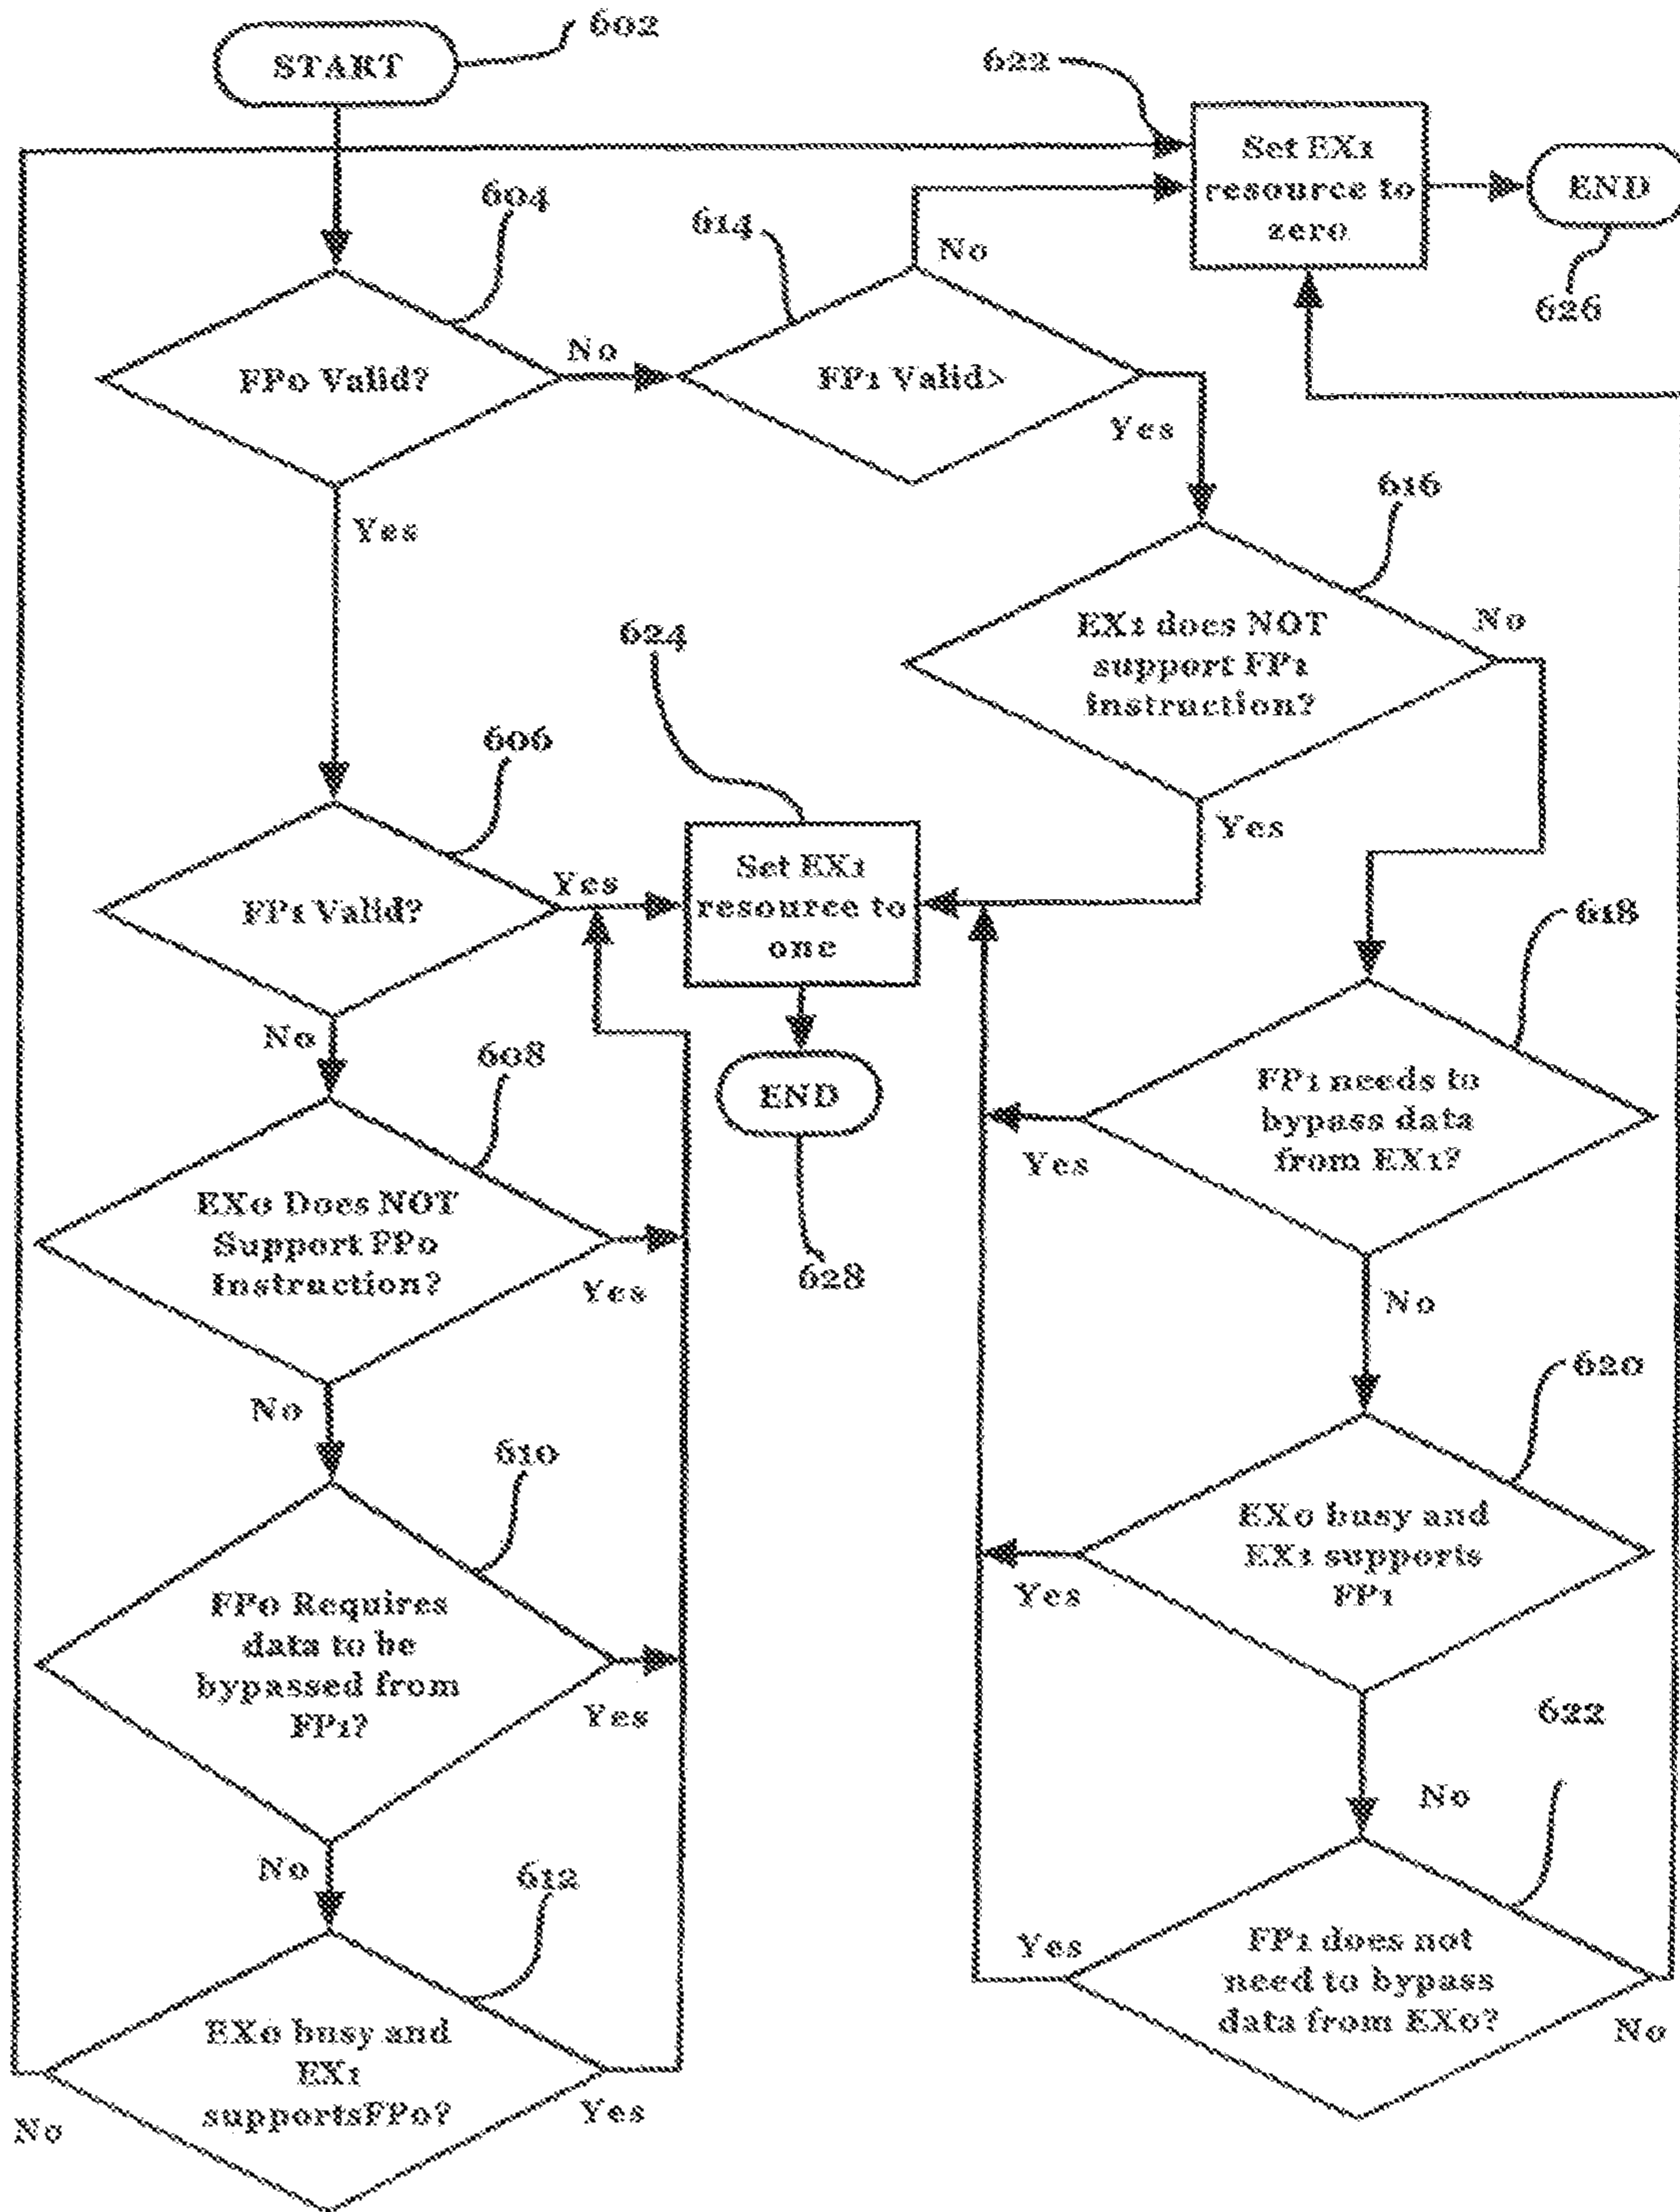 602
START
622
Set EX1
resource to
zero
END
626
604
614
No
FP0 Valid?
No
FP1 Valid>
Yes
Yes
616
EX1 does NOT
support FP1
instruction?
No
Yes
624
606
FP1 Valid?
Yes
Set EX1
resource to
one
No
END
628
618
FP1 needs to
bypass data
from EX1?
Yes
No
608
EX0 Does NOT
Support FP0
Instruction?
Yes
No
620
EX0 busy and
EX1 supports
FP1
Yes
No
610
FP0 Requires
data to be
bypassed from
FP1?
Yes
No
622
FP1 does not
need to bypass
data from EX0?
Yes
No
612
EX0 busy and
EX1
supportsFP0?
Yes
No